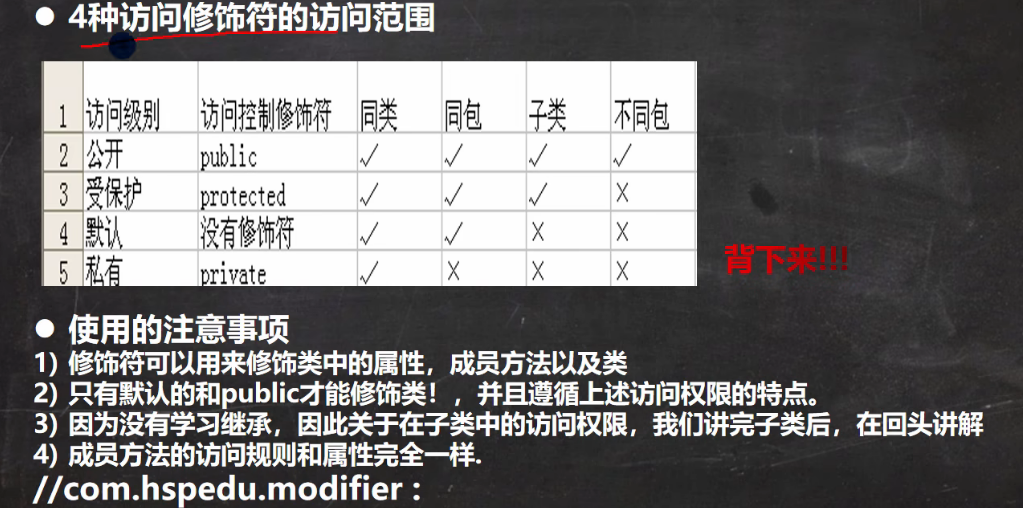 ● 4种访问修饰符的访问范围
1 访问级别 访问控制修饰符 同类 同包 子类 不同包
2 公开 public √ √ √ √
3 受保护 protected √ √ √ ×
4 默认 没有修饰符 √ √ × ×
5 私有 private √ × × ×
背下来!!!
● 使用的注意事项
1) 修饰符可以用来修饰类中的属性，成员方法以及类
2) 只有默认的和public才能修饰类！，并且遵循上述访问权限的特点。
3) 因为没有学习继承，因此关于在子类中的访问权限，我们讲完子类后，在回头讲解
4) 成员方法的访问规则和属性完全一样.
//com.hspedu.modifier :